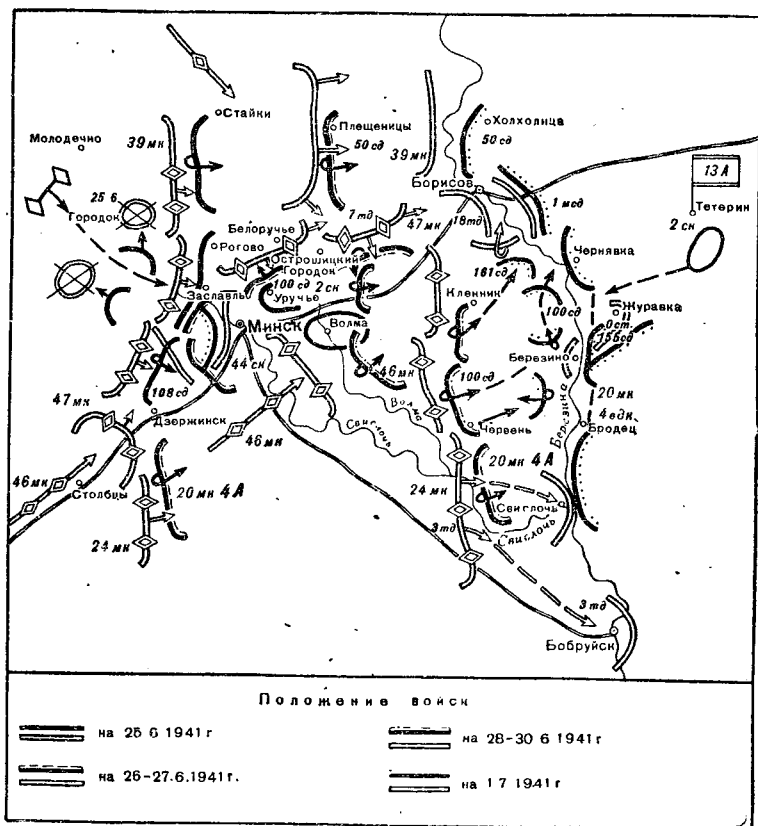 Стайки
Молодечно
39 мк
Плещеницы
50 сд
39 мк
Холхолица
50 сд
13 А
Тетерин
2 ск
Борисов
1 мсд
25 6
Городок
Белоручье
7 тд
47 мк
18 тд
Рогово
Острошицкий
Городок
Чернявка
Заславль
100 сд
2 ск
Уручье
161 сд
Кленник
Минск
Волма
100 сд
Журавка
Ост.
155 сд
44 ск
Березино
47 мк
108 сд
46 мк
100 сд
Дзержинск
Волма
Березина
20 мк
4 вдк
Бродец
46 мк
Свислочь
Червень
46 мк
Столбцы
20 мк 4 А
24 мк
20 мк 4 А
Свислочь
Свислочь
24 мк
3 тд
3 тд
Бобруйск
Положение войск
на 25 6 1941 г
на 28-30 6 1941 г
на 26-27.6.1941 г.
на 1 7 1941 г